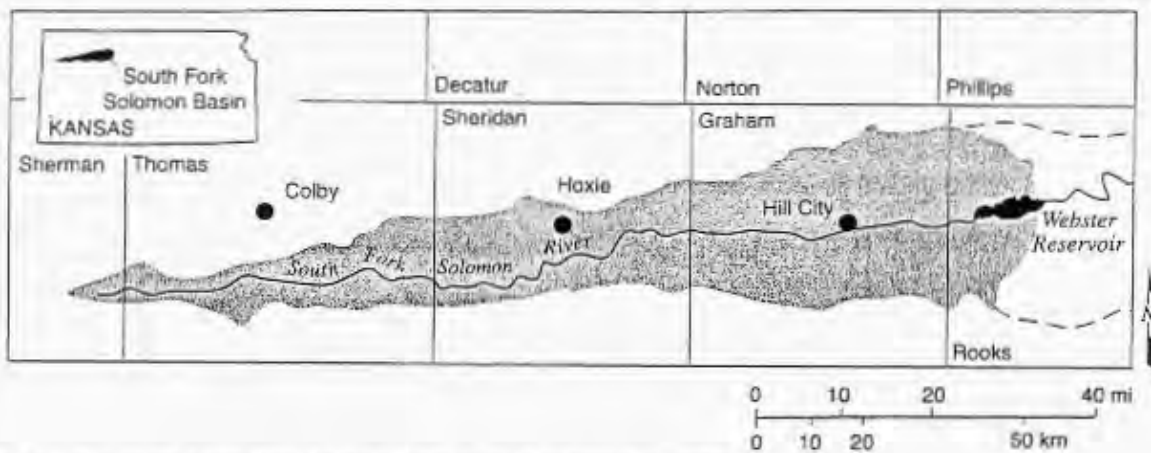 South Fork
Solomon Basin
KANSAS
Decatur
Norton
Phillips
Sherman
Thomas
Sheridan
Graham
Colby
Hoxie
Hill City
South Fork Solomon River
Webster
Reservoir
Rooks
N
0 10 20 40 mi
0 10 20 50 km